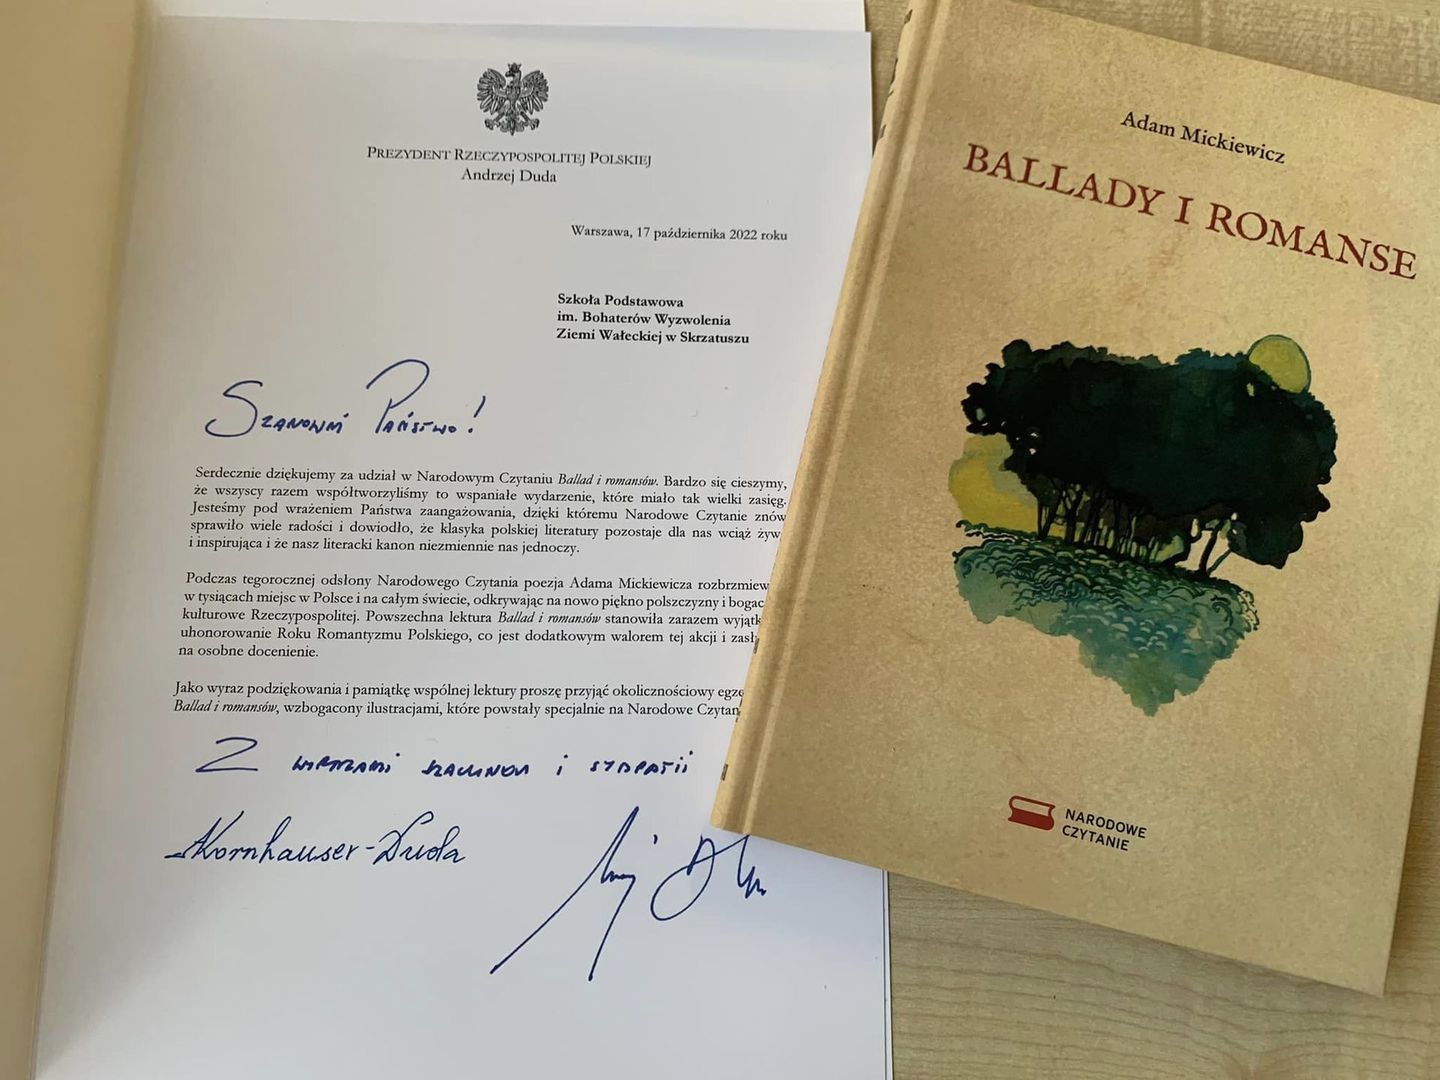 PREZYDENT RZECZYPOSPOLITEJ POLSKIEJ
Andrzej Duda
Warszawa, 17 października 2022 roku
Szkoła Podstawowa
im. Bohaterów Wyzwolenia
Ziemi Wałeckiej w Skrzatuszu
Szanowni Państwo!
Serdecznie dziękujemy za udział w Narodowym Czytaniu Ballad i romansów. Bardzo się cieszymy,
że wszyscy razem współtworzyliśmy to wspaniałe wydarzenie, które miało tak wielki zasięg.
Jesteśmy pod wrażeniem Państwa zaangażowania, dzięki któremu Narodowe Czytanie znów
sprawiło wiele radości i dowiodło, że klasyka polskiej literatury pozostaje dla nas wciąż żyw
i inspirująca i że nasz literacki kanon niezmiennie nas jednoczy.
Podczas tegorocznej odsłony Narodowego Czytania poezja Adama Mickiewicza rozbrzmiew
w tysiącach miejsc w Polsce i na całym świecie, odkrywając na nowo piękno polszczyzny i bogac
kulturowe Rzeczypospolitej. Powszechna lektura Ballad i romansów stanowiła zarazem wyjątk
uhonorowanie Roku Romantyzmu Polskiego, co jest dodatkowym walorem tej akcji i zasł
na osobne docenienie.
Jako wyraz podziękowania i pamiątkę wspólnej lektury proszę przyjąć okolicznościowy egze
Ballad i romansów, wzbogacony ilustracjami, które powstały specjalnie na Narodowe Czytan
Z wyrazami szacunku i sympatii
AKornhauser-Duda
Adam Mickiewicz
BALLADY I ROMANSE
NARODOWE
CZYTANIE